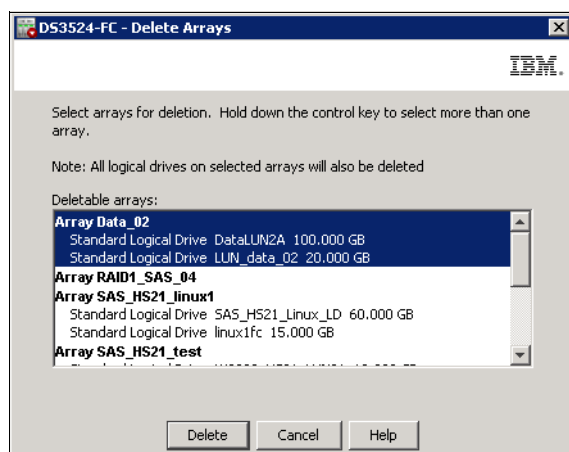 DS3524-FC - Delete Arrays
IBM.
Select arrays for deletion. Hold down the control key to select more than one
array.
Note: All logical drives on selected arrays will also be deleted
Deletable arrays:
Array Data_02
Standard Logical Drive DataLUN2A 100.000 GB
Standard Logical Drive LUN_data_02 20.000 GB
Array RAID1_SAS_04
Array SAS_HS21_linux1
Standard Logical Drive SAS_HS21_Linux_LD 60.000 GB
Standard Logical Drive linux1fc 15.000 GB
Array SAS_HS21_test
Delete Cancel Help